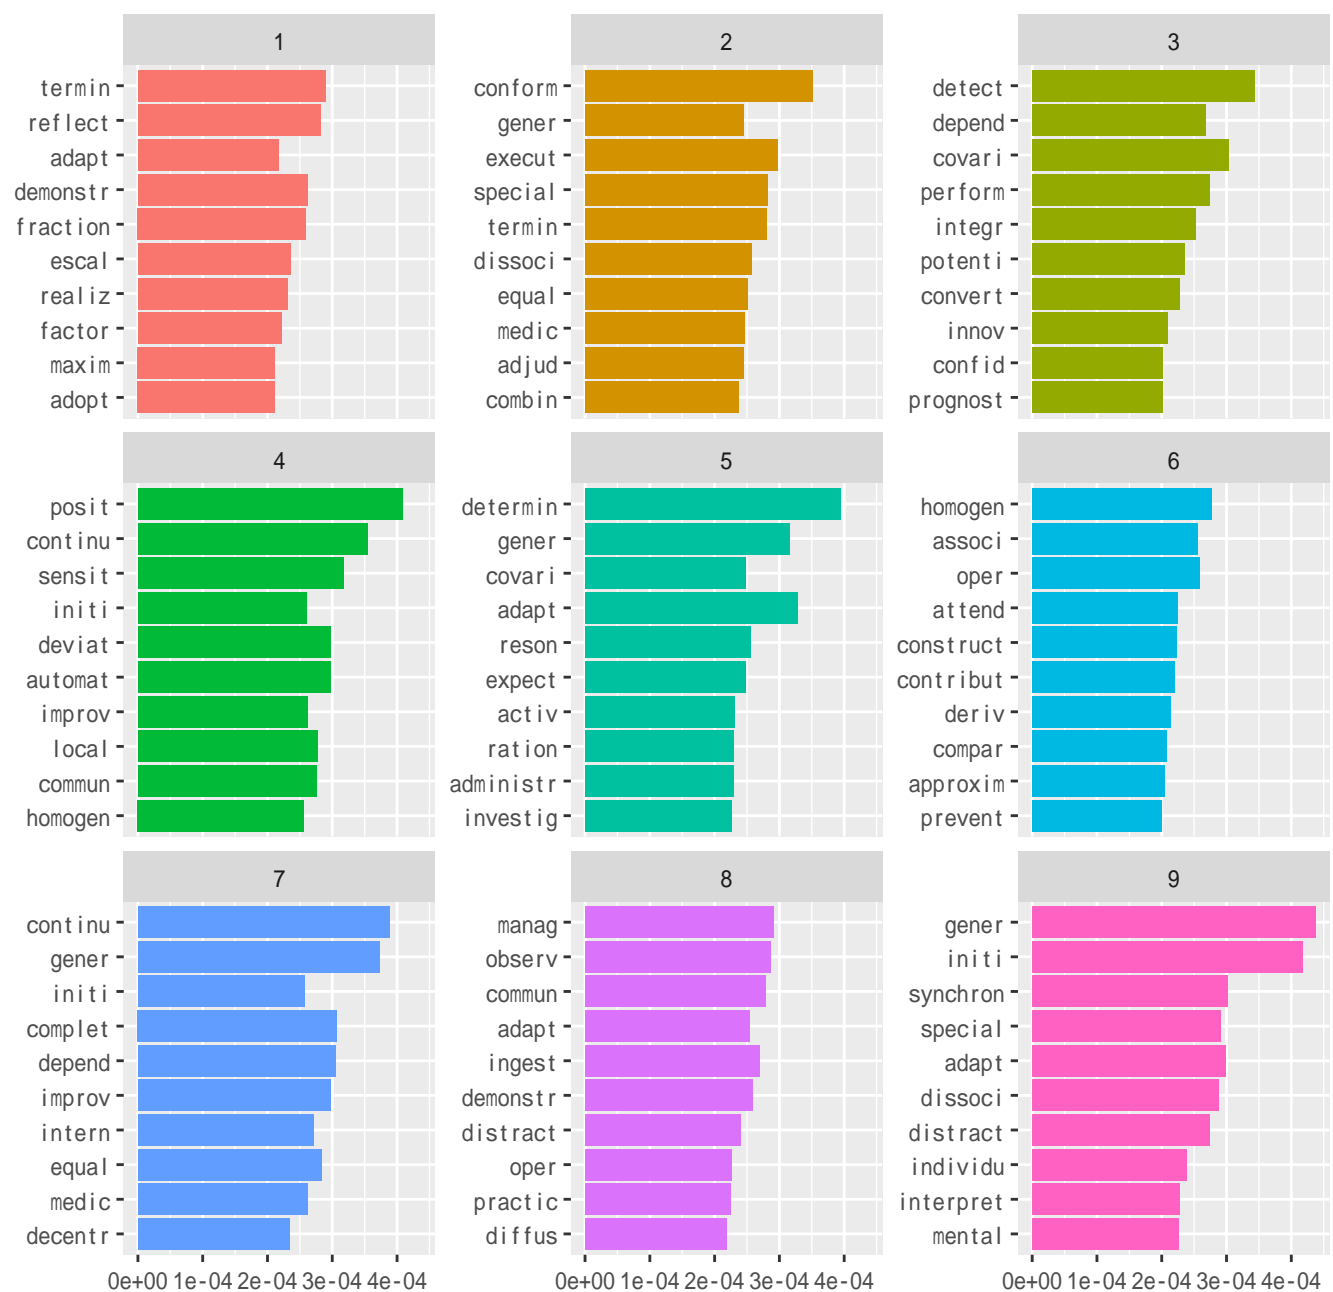 1
termin
reflect
adapt
demonstr
fraction
escal
realiz
factor
maxim
adopt
2
conform
gener
execut
special
termin
dissoci
equal
medic
adjud
combin
3
detect
depend
covari
perform
integr
potenti
convert
innov
confid
prognost
4
posit
continu
sensit
initi
deviat
automat
improv
local
commun
homogen
5
determin
gener
covari
adapt
reson
expect
activ
ration
administr
investig
6
homogen
associ
oper
attend
construct
contribut
deriv
compar
approxim
prevent
7
continu
gener
initi
complet
depend
improv
intern
equal
medic
decentr
0e+00 1e-04 2e-04 3e-04 4e-04
8
manag
observ
commun
adapt
ingest
demonstr
distract
oper
practic
diffus
0e+00 1e-04 2e-04 3e-04 4e-04
9
gener
initi
synchron
special
adapt
dissoci
distract
individu
interpret
mental
0e+00 1e-04 2e-04 3e-04 4e-04